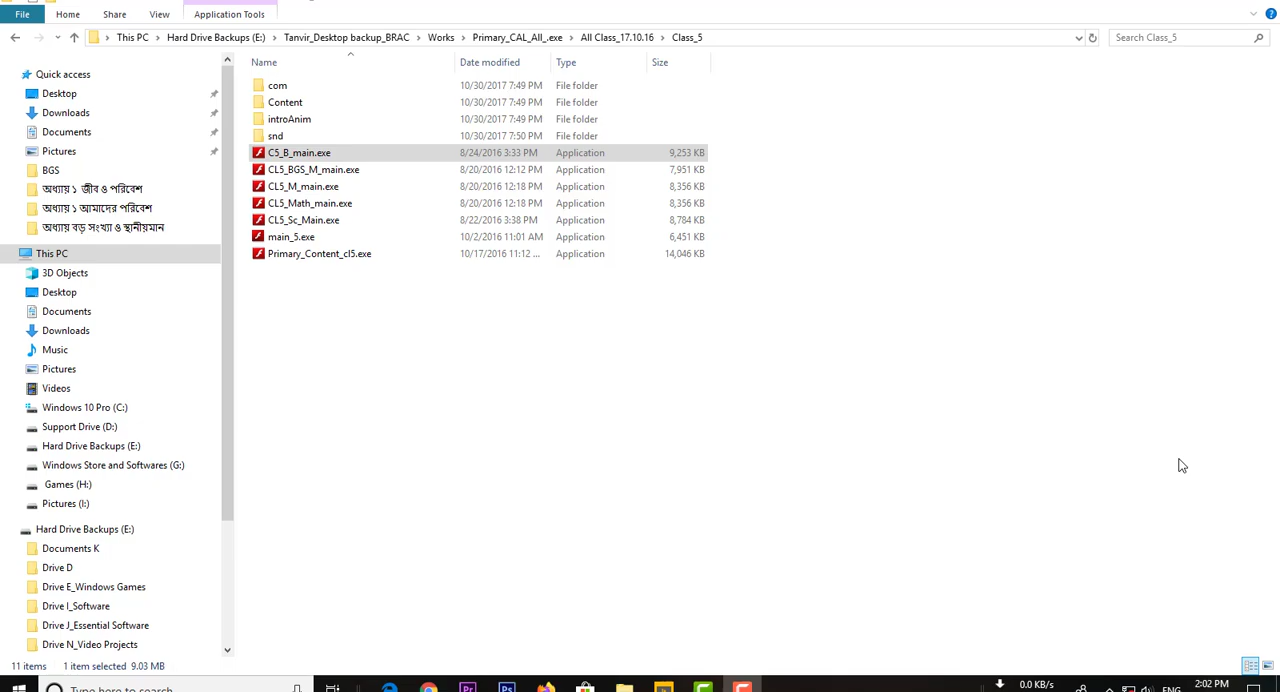 File Home Share View Application Tools
This PC Hard Drive Backups (E:) Tanvir_Desktop backup_BRAC Works Primary_CAL_All_.exe All Class_17.10.16 Class_5 Search Class_5
Name Date modified Type Size
Quick access
Desktop
Downloads
Documents
Pictures
BGS
অধ্যায় ১ জীব ও পরিবেশ
অধ্যায় ১ আমাদের পরিবেশ
অধ্যায় বড় সংখ্যা ও স্থানীয়মান
This PC
3D Objects
Desktop
Documents
Downloads
Music
Pictures
Videos
Windows 10 Pro (C:)
Support Drive (D:)
Hard Drive Backups (E:)
Windows Store and Softwares (G:)
Games (H:)
Pictures (I:)
Hard Drive Backups (E:)
Documents K
Drive D
Drive E_Windows Games
Drive I_Software
Drive J_Essential Software
Drive N_Video Projects
com 10/30/2017 7:49 PM File folder
Content 10/30/2017 7:49 PM File folder
introAnim 10/30/2017 7:49 PM File folder
snd 10/30/2017 7:50 PM File folder
C5_B_main.exe 8/24/2016 3:33 PM Application 9,253 KB
CL5_BGS_M_main.exe 8/20/2016 12:12 PM Application 7,951 KB
CL5_M_main.exe 8/20/2016 12:18 PM Application 8,356 KB
CL5_Math_main.exe 8/20/2016 12:18 PM Application 8,356 KB
CL5_Sc_Main.exe 8/22/2016 3:38 PM Application 8,784 KB
main_5.exe 10/2/2016 11:01 AM Application 6,451 KB
Primary_Content_cl5.exe 10/17/2016 11:12 ... Application 14,046 KB
11 items 1 item selected 9.03 MB
Type here to search 0.0 KB/s ENG 2:02 PM